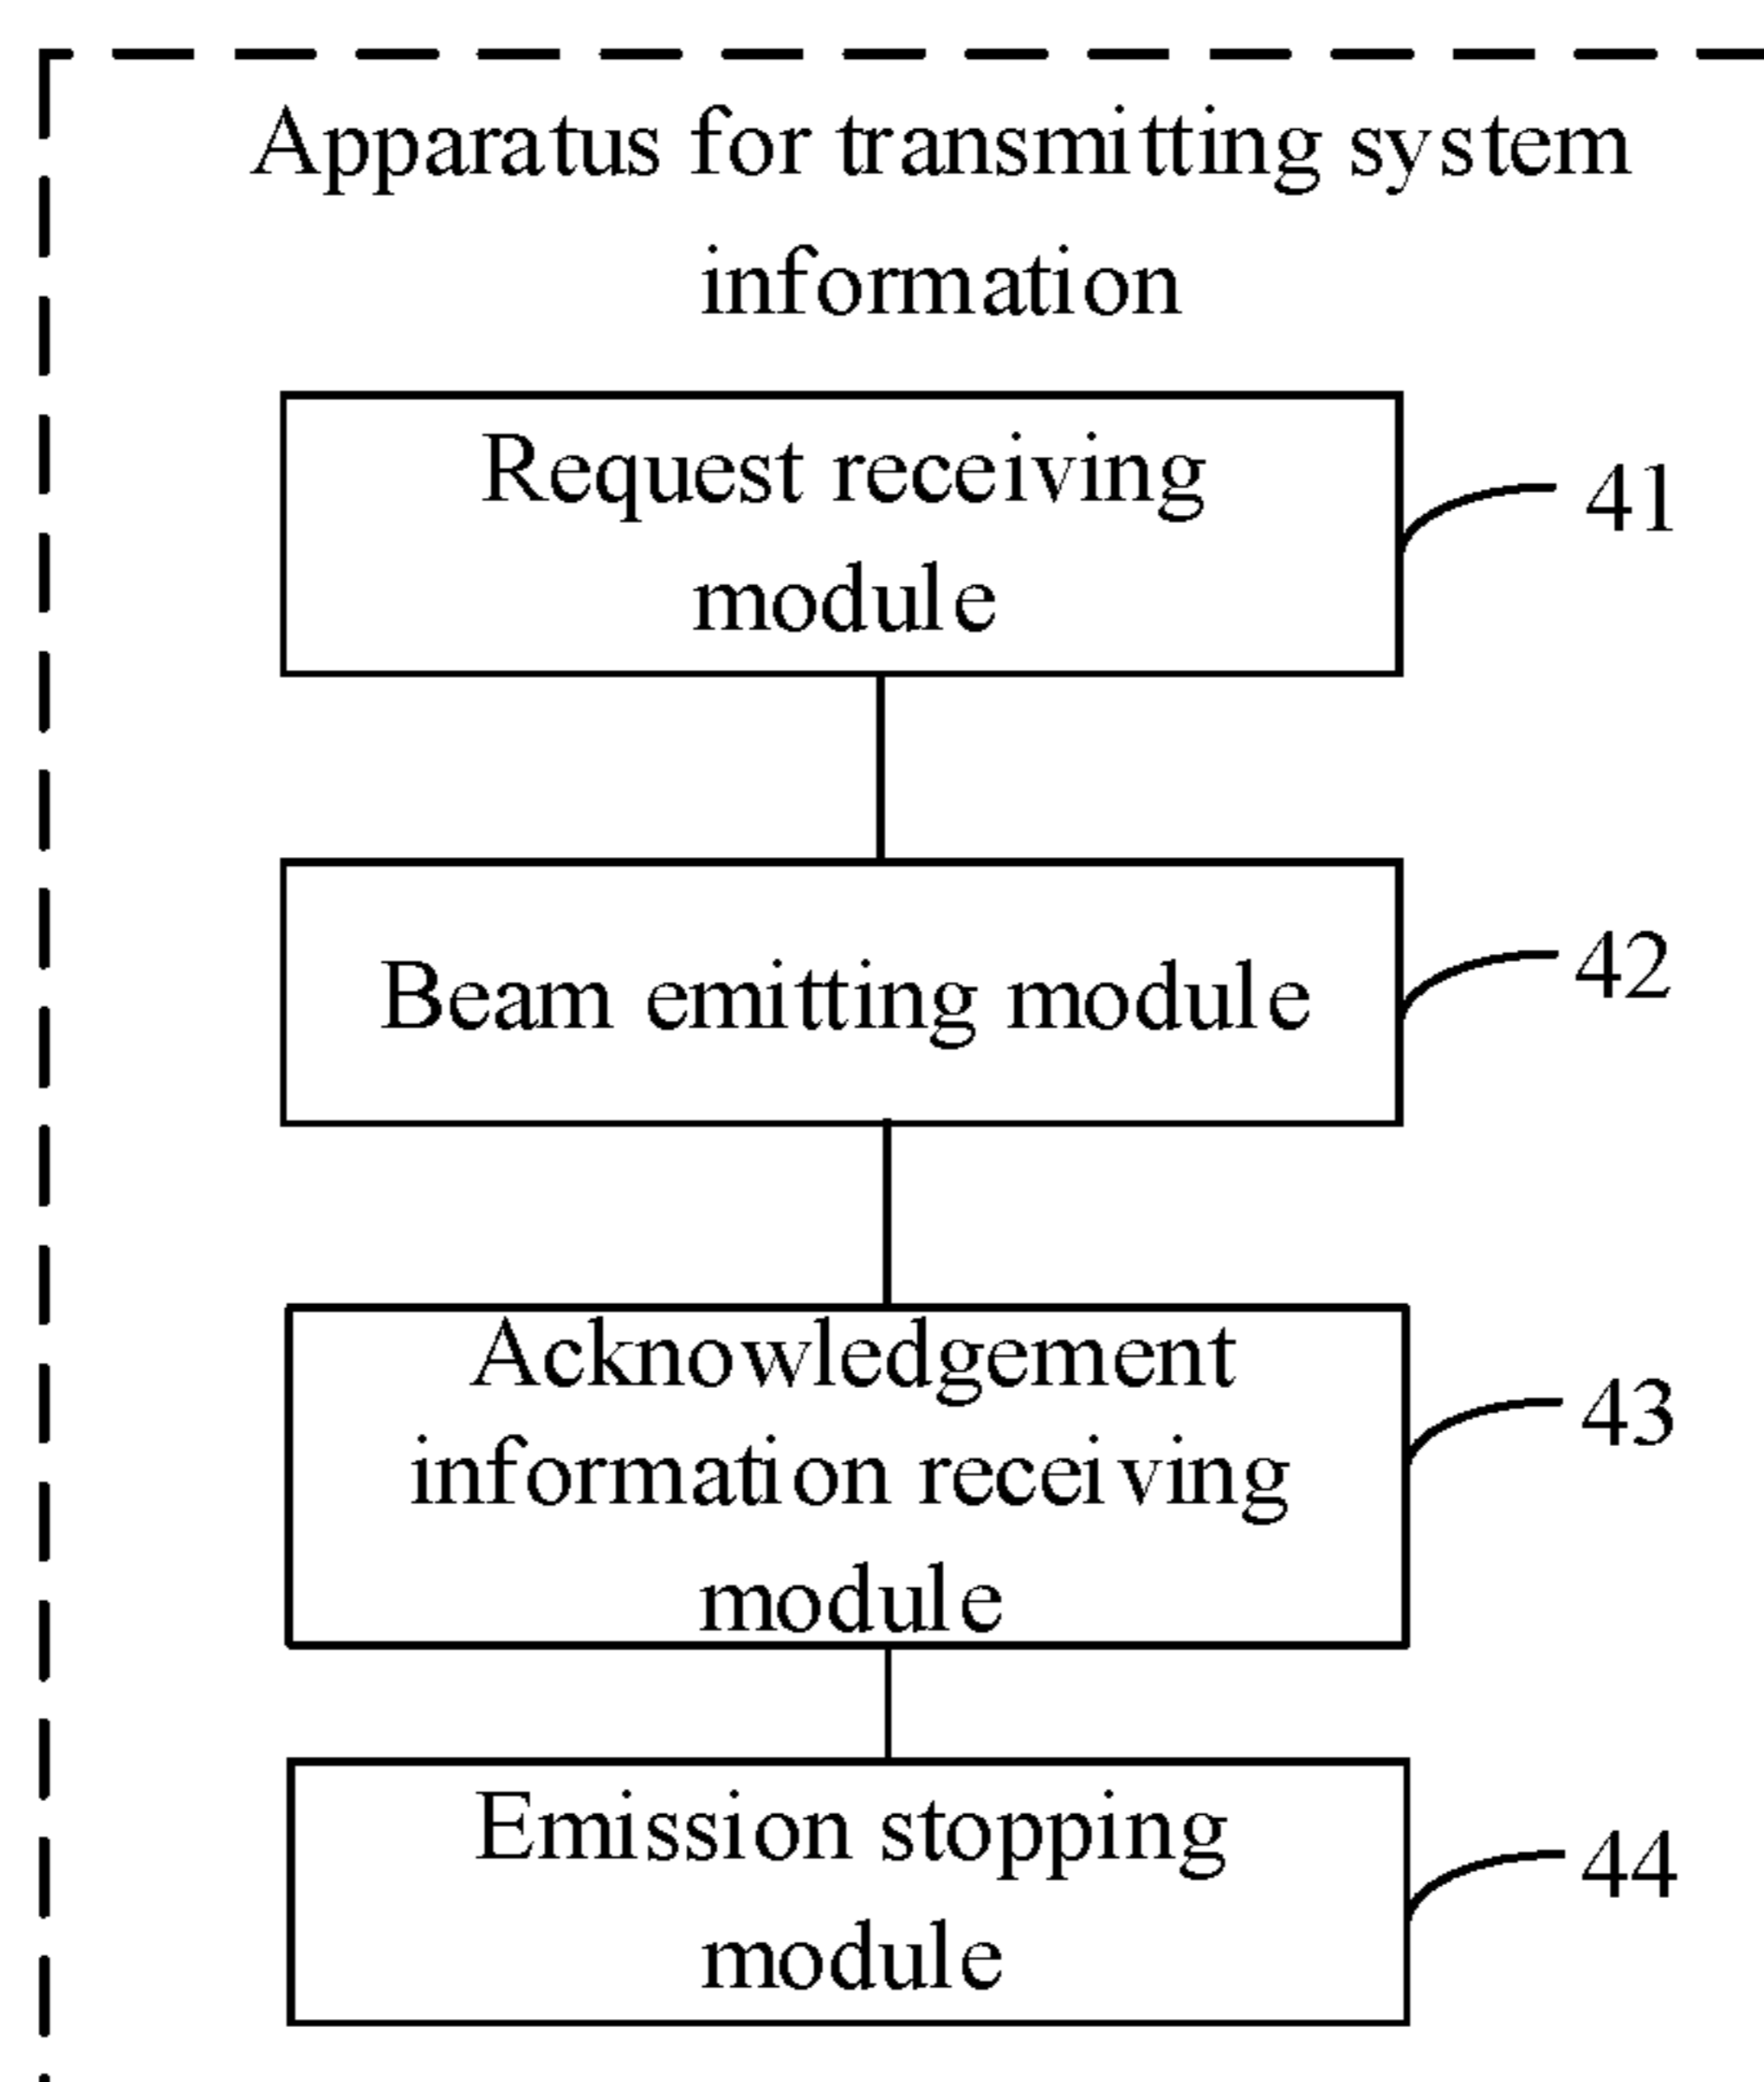 Apparatus for transmitting system
information
Request receiving
module
41
Beam emitting module
42
Acknowledgement
information receiving
module
43
Emission stopping
module
44